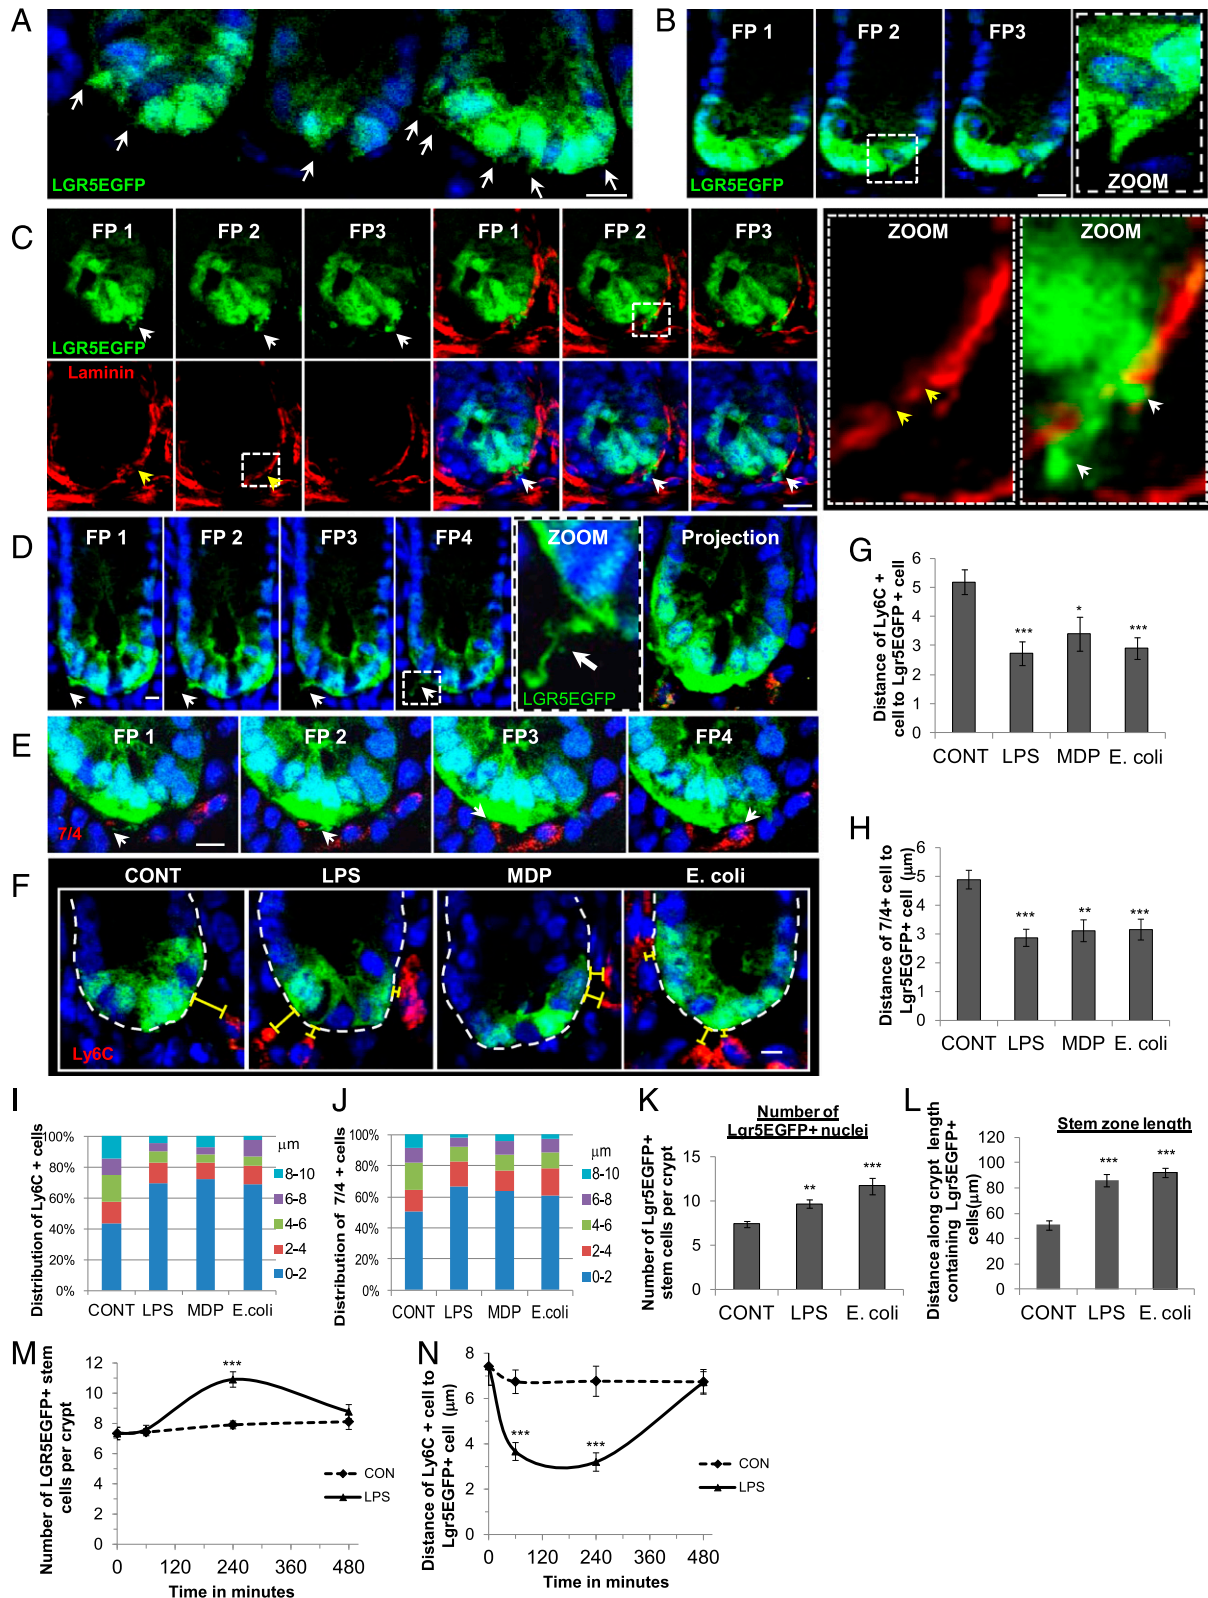 A
LGR5EGFP
B
FP 1
FP 2
FP3
LGR5EGFP
ZOOM
C
FP 1
FP 2
FP3
FP 1
FP 2
FP3
LGR5EGFP
ZOOM
ZOOM
Laminin
D
FP 1
FP 2
FP3
FP4
ZOOM
LGR5EGFP
Projection
E
FP 1
FP 2
FP3
FP4
7/4
F
CONT
LPS
MDP
E. coli
Ly6C
G
Distance of Ly6C +
cell to Lgr5EGFP + cell
6
5
4
3
2
1
0
***
*
***
CONT
LPS
MDP
E. coli
H
Distance of 7/4+ cell to
Lgr5EGFP+ cell (µm)
6
5
4
3
2
1
0
***
**
***
CONT
LPS
MDP
E. coli
I
Distribution of Ly6C + cells
100%
80%
60%
40%
20%
0%
CONT
LPS
MDP
E.coli
µm
8-10
6-8
4-6
2-4
0-2
J
Distribution of 7/4 + cells
100%
80%
60%
40%
20%
0%
CONT
LPS
MDP
E.coli
µm
8-10
6-8
4-6
2-4
0-2
K
Number of
Lgr5EGFP+ nuclei
Number of Lgr5EGFP+
stem cells per crypt
15
10
5
0
**
***
CONT
LPS
E. coli
L
Stem zone length
Distance along crypt length
containing Lgr5EGFP+
cells(µm)
120
100
80
60
40
20
0
***
***
CONT
LPS
E. coli
M
Number of LGR5EGFP+ stem
cells per crypt
12
10
8
6
4
2
0
***
CON
LPS
0
120
240
360
480
Time in minutes
N
Distance of Ly6C + cell to
Lgr5EGFP+ cell (µm)
8
6
4
2
0
***
***
CON
LPS
0
120
240
360
480
Time in minutes